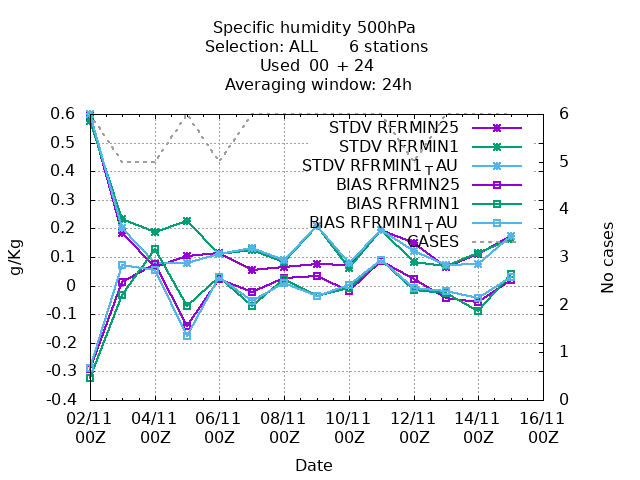 Specific humidity 500hPa
Selection: ALL 6 stations
Used 00 + 24
Averaging window: 24h
STDV RFRMIN25
STDV RFRMIN1
STDV RFRMIN1_TAU
BIAS RFRMIN25
BIAS RFRMIN1
BIAS RFRMIN1_TAU
CASES
g/Kg
0.6
0.5
0.4
0.3
0.2
0.1
0
-0.1
-0.2
-0.3
-0.4
No cases
6
5
4
3
2
1
0
02/11 04/11 06/11 08/11 10/11 12/11 14/11 16/11
00Z 00Z 00Z 00Z 00Z 00Z 00Z 00Z
Date